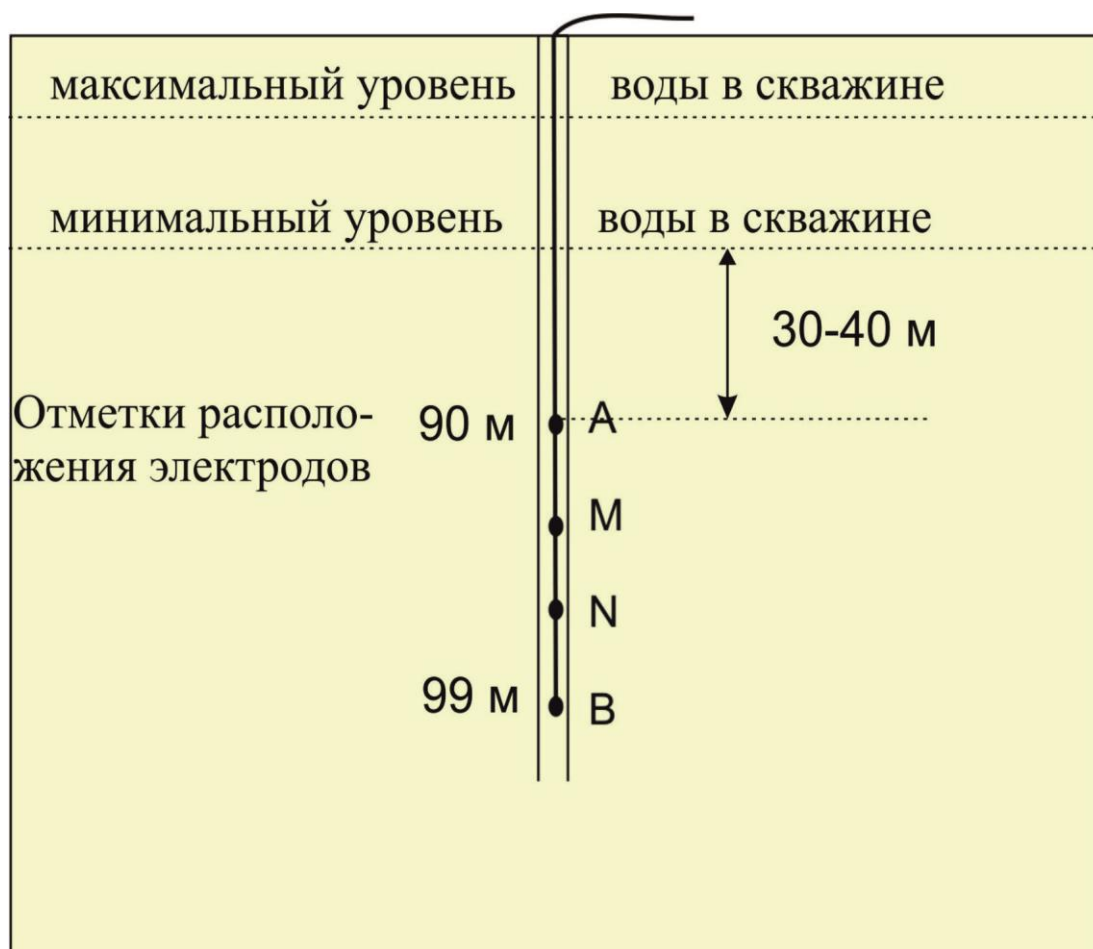 максимальный уровень воды в скважине
минимальный уровень воды в скважине
30-40 м
Отметки располо-
жения электродов
90 м
A
M
N
99 м
B